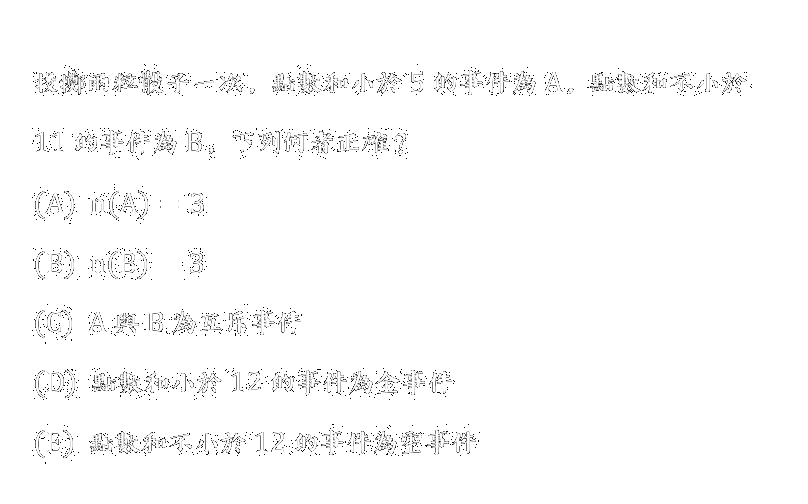 投擲兩粒骰子一次，點數和小於 5 的事件為 A，點數和不小於
11 的事件為 B，下列何者正確？
(A) n(A) = 3
(B) n(B) = 3
(C) A 與 B 為互斥事件
(D) 點數和小於 12 的事件為全事件
(E) 點數和不小於 12 的事件為空事件